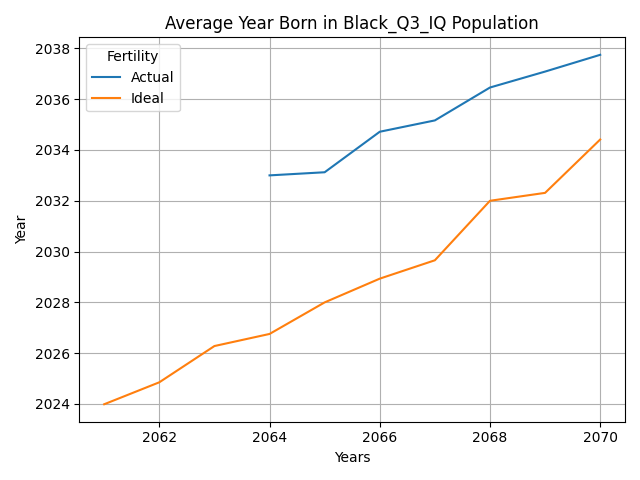 Average Year Born in Black_Q3_IQ Population
Fertility
Actual
Ideal
Year
2038
2036
2034
2032
2030
2028
2026
2024
2062 2064 2066 2068 2070
Years